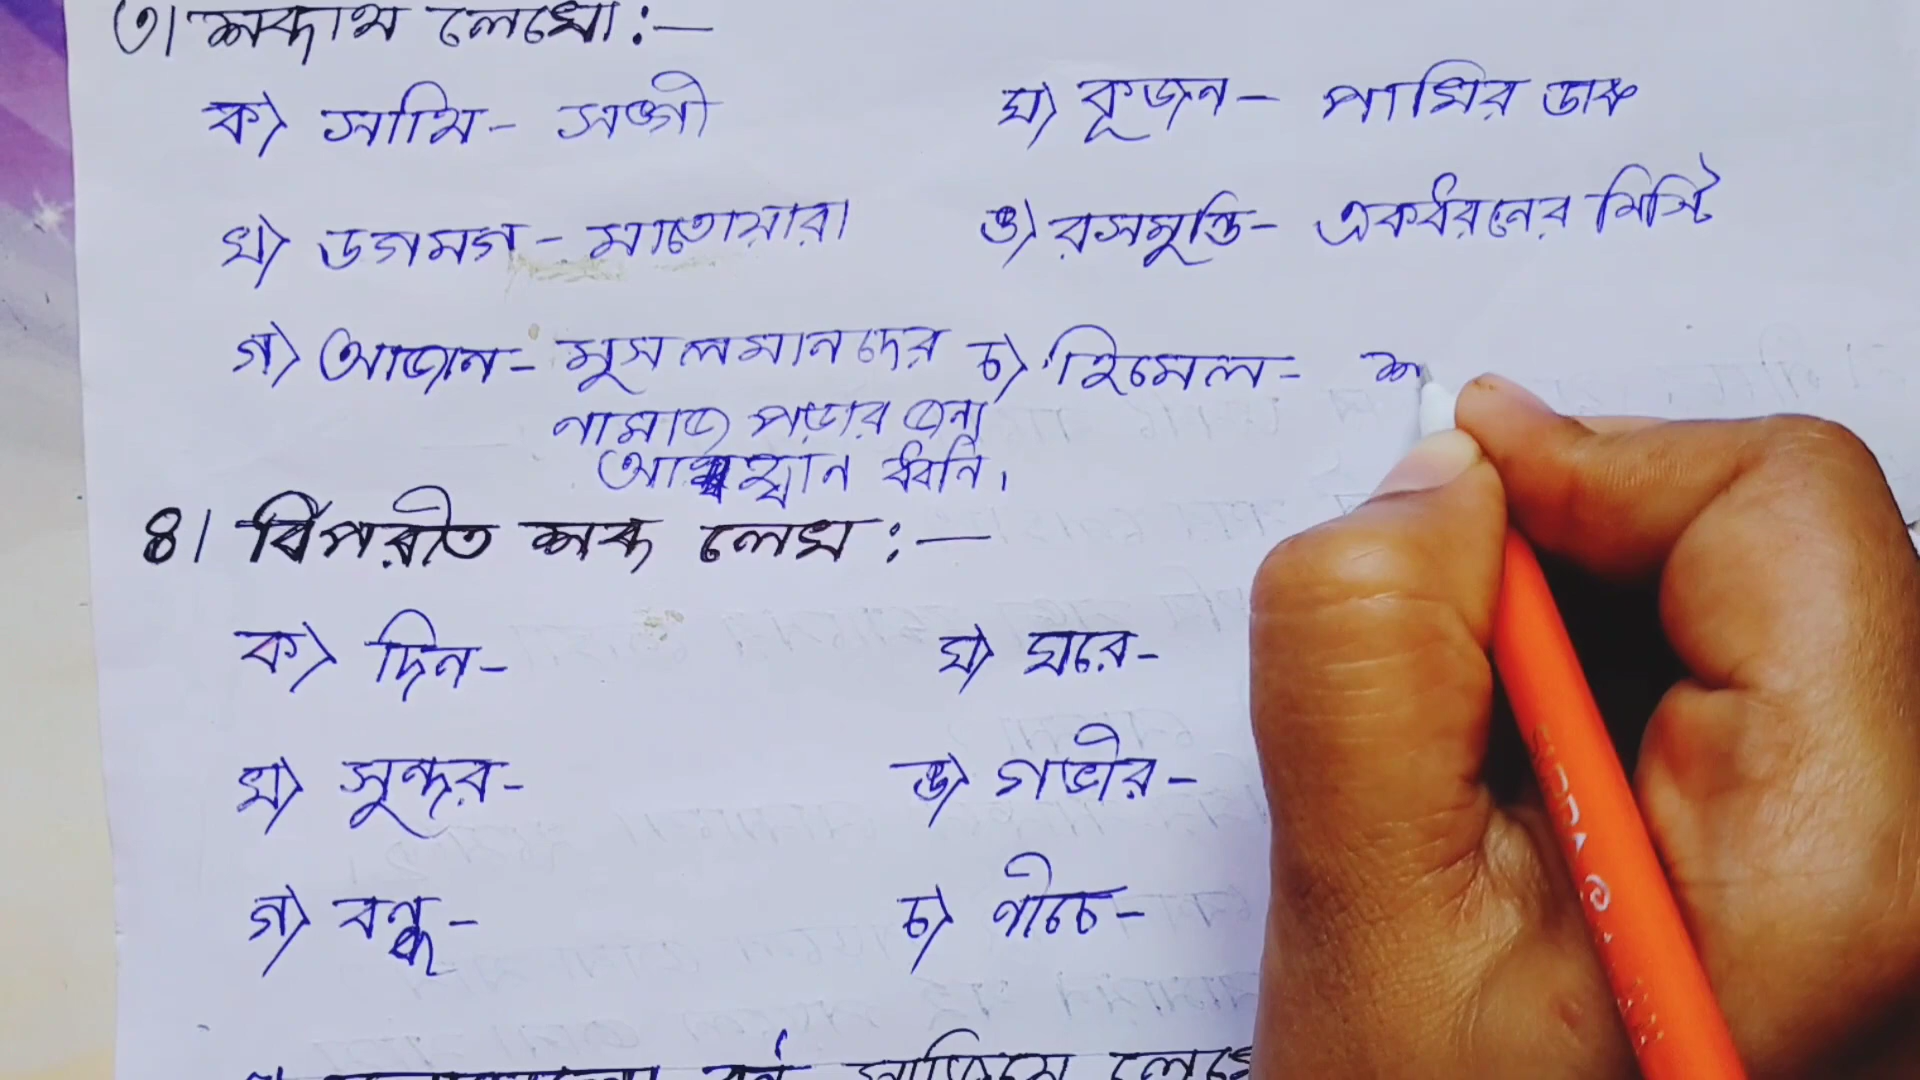 ৩। শব্দার্থ লেখো :—
ক) সাথি - সঙ্গী
ঘ) কূজন - পাখির ডাক
খ) ডগমগ - মাতোয়ারা
ঙ) রসমুন্ডি - একধরনের মিষ্টি
গ) আজান - মুসলমানদের
নামাজ পড়ার জন্য
আহ্বান ধ্বনি।
চ) হিমেল - শ
৪। বিপরীত শব্দ লেখ :—
ক) দিন-
ঘ) ঘরে-
খ) সুন্দর-
ঙ) গভীর-
গ) বন্ধু -
চ) নীচে-
বর্ণ সাজিয়ে লেখো